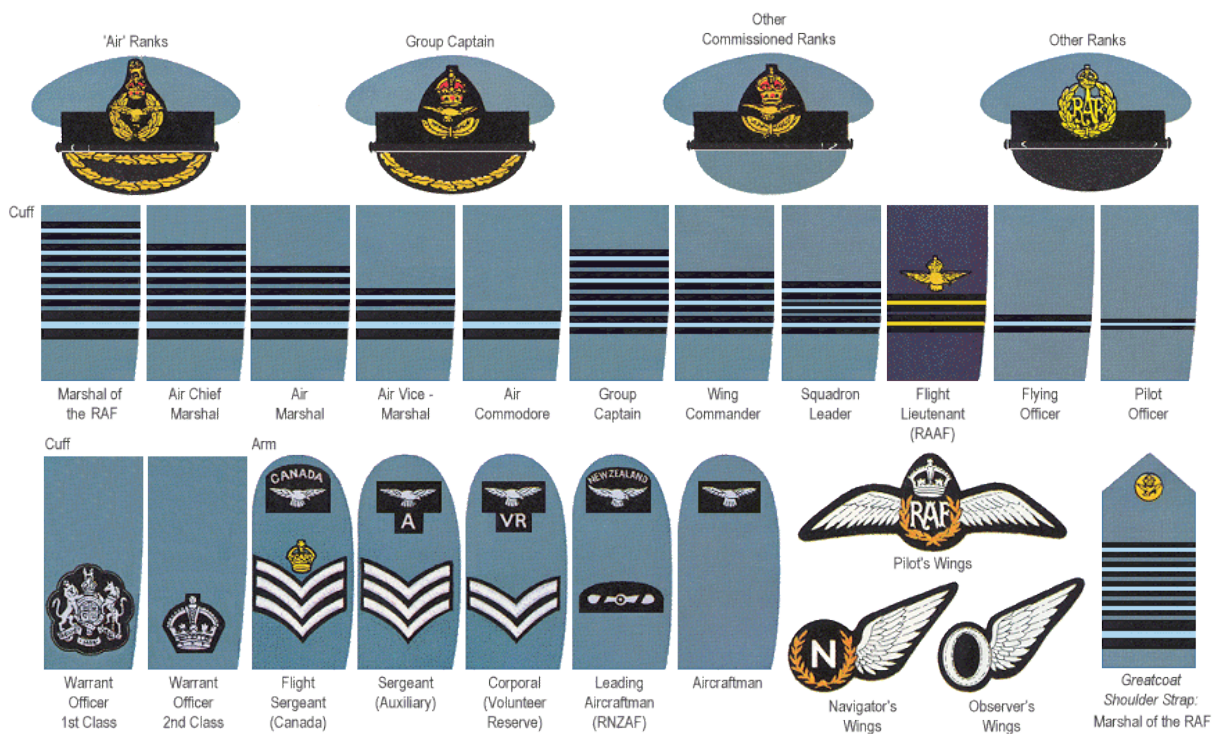 'Air' Ranks
Group Captain
Other
Commissioned Ranks
Other Ranks
RAF
Cuff
Marshal of
the RAF
Air Chief
Marshal
Air
Marshal
Air Vice -
Marshal
Air
Commodore
Group
Captain
Wing
Commander
Squadron
Leader
Flight
Lieutenant
(RAAF)
Flying
Officer
Pilot
Officer
Cuff
Arm
CANADA
A
VR
NEW ZEALAND
RAF
Pilot's Wings
N
Warrant
Officer
1st Class
Warrant
Officer
2nd Class
Flight
Sergeant
(Canada)
Sergeant
(Auxiliary)
Corporal
(Volunteer
Reserve)
Leading
Aircraftman
(RNZAF)
Aircraftman
Navigator's
Wings
Observer's
Wings
Greatcoat
Shoulder Strap:
Marshal of the RAF